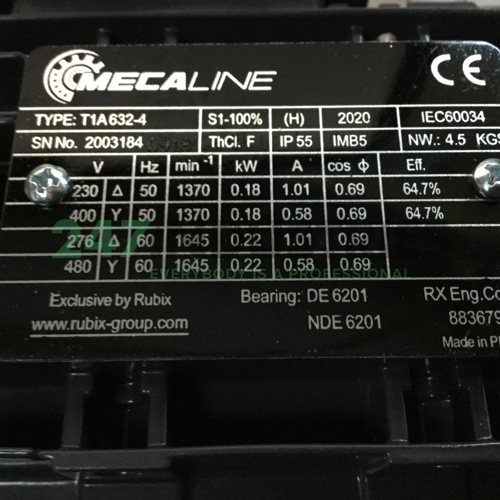 MECALINE CE
TYPE: T1A632-4 S1-100% (H) 2020 IEC60034
SN No. 2003184 ThCl. F IP 55 IMB5 NW.: 4.5 KGS
V Hz min⁻¹ kW A cos ϕ Eff.
230 Δ 50 1370 0.18 1.01 0.69 64.7%
400 Y 50 1370 0.18 0.58 0.69 64.7%
276 Δ 60 1645 0.22 1.01 0.69
480 Y 60 1645 0.22 0.58 0.69
247
EVERYBODY IS A PROFESSIONAL
Exclusive by Rubix Bearing: DE 6201 RX Eng.Co
www.rubix-group.com NDE 6201 883679
Made in